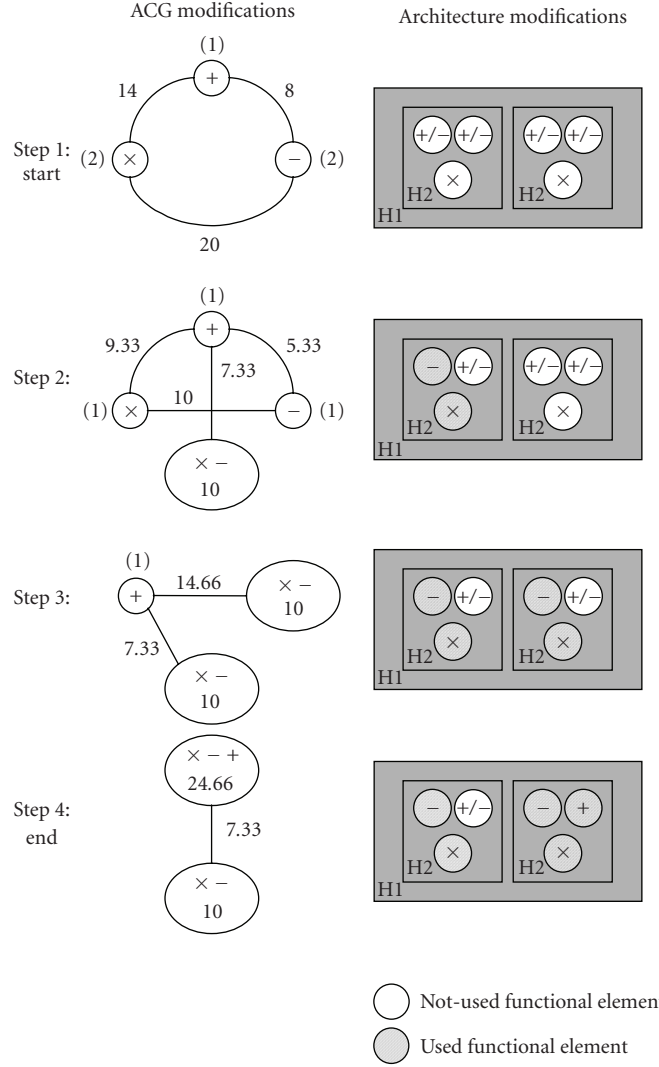 ACG modifications
Architecture modifications
Step 1:
start
(1)
+
14
8
(2)
×
−
(2)
20
+/− +/−
×
H2
+/− +/−
×
H2
H1
Step 2:
(1)
+
9.33
7.33
5.33
(1)
×
10
−
(1)
× −
10
− +/−
×
H2
+/− +/−
×
H2
H1
Step 3:
(1)
+
14.66
× −
10
7.33
× −
10
− +/−
×
H2
− +/−
×
H2
H1
Step 4:
end
× − +
24.66
7.33
× −
10
− +/−
×
H2
− +
×
H2
H1
Not-used functional elemen
Used functional element